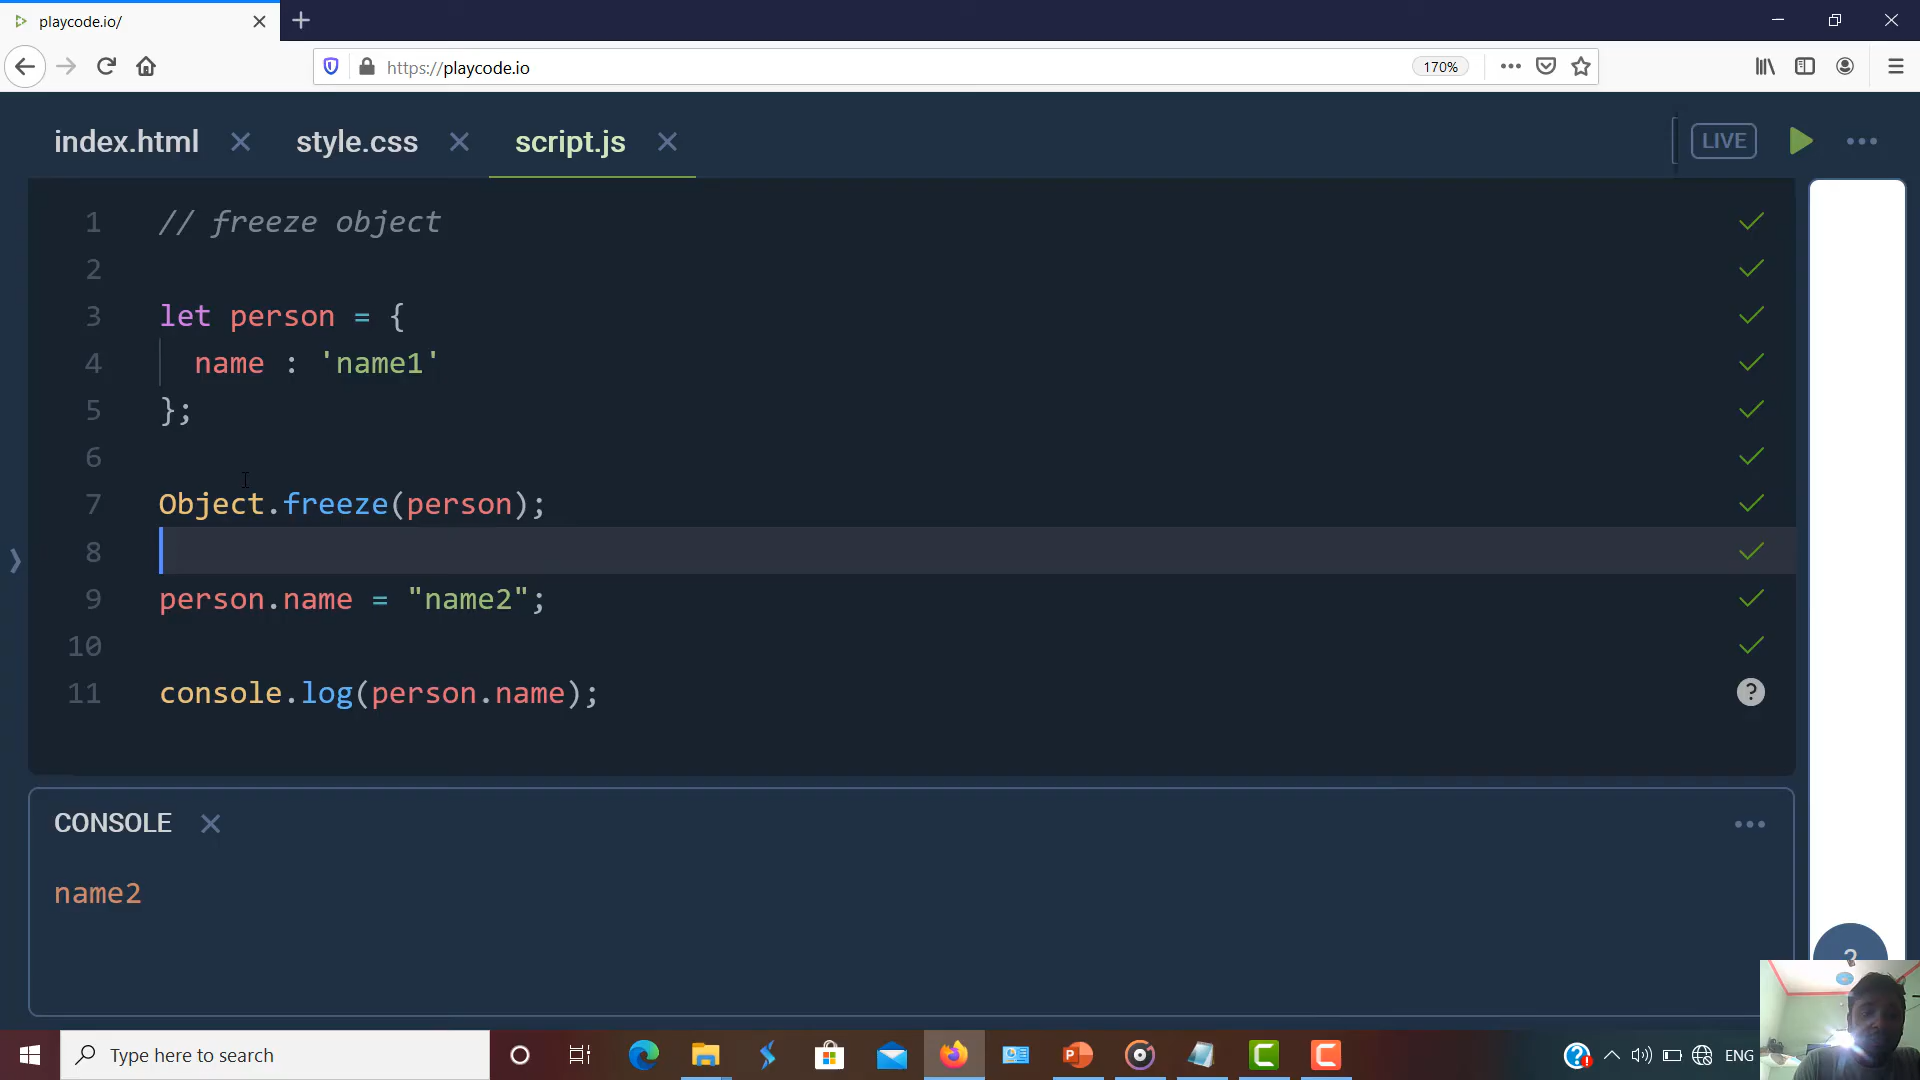 playcode.io/
https://playcode.io
170%
index.html
style.css
script.js
LIVE
1 // freeze object
2
3 let person = {
4 name : 'name1'
5 };
6
7 Object.freeze(person);
8
9 person.name = "name2";
10
11 console.log(person.name);
?
CONSOLE
name2
?
Type here to search
ENG